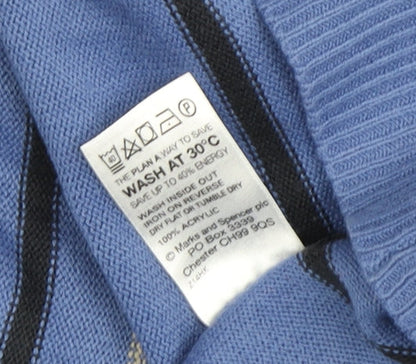 40 P
THE PLAN A WAY TO SAVE
WASH AT 30°C
SAVE UP TO 40% ENERGY
WASH INSIDE OUT
IRON ON REVERSE
DRY FLAT OR TUMBLE DRY
100% ACRYLIC
© Marks and Spencer plc
PO Box 3339
Chester CH99 9QS